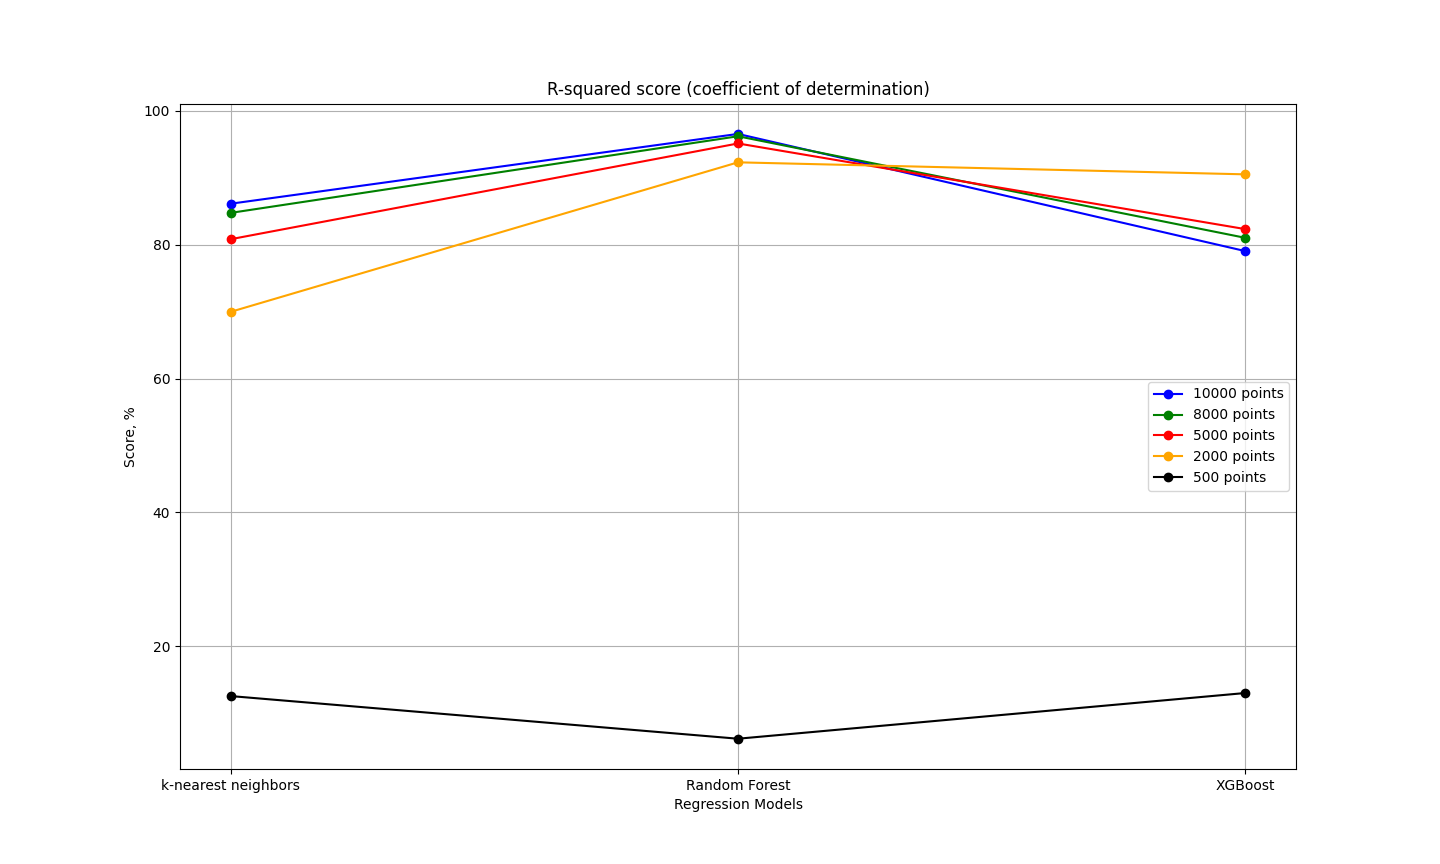 R-squared score (coefficient of determination)
100
80
60
40
20
Score, %
10000 points
8000 points
5000 points
2000 points
500 points
k-nearest neighbors
Random Forest
XGBoost
Regression Models